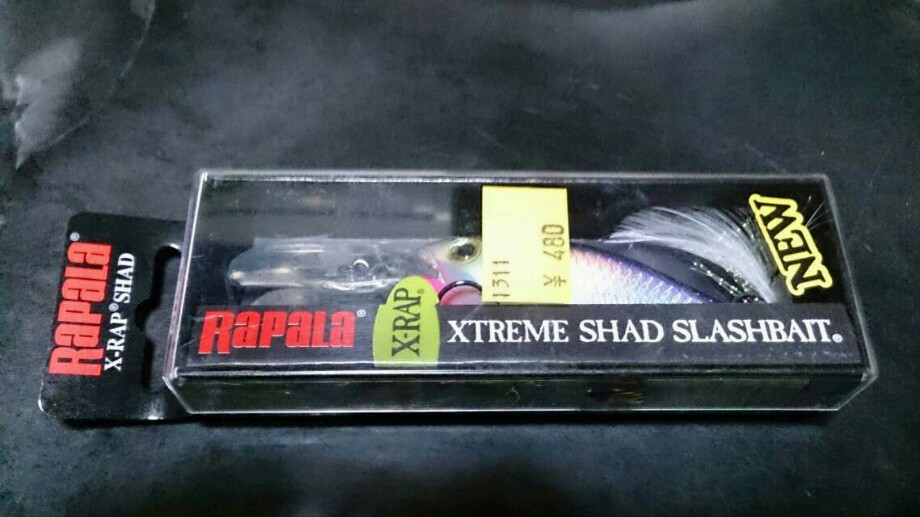 RAPALA®
X-RAP® SHAD
1311
¥ 480
NEW
RAPALA®
X-RAP®
XTREME SHAD SLASHBAIT®